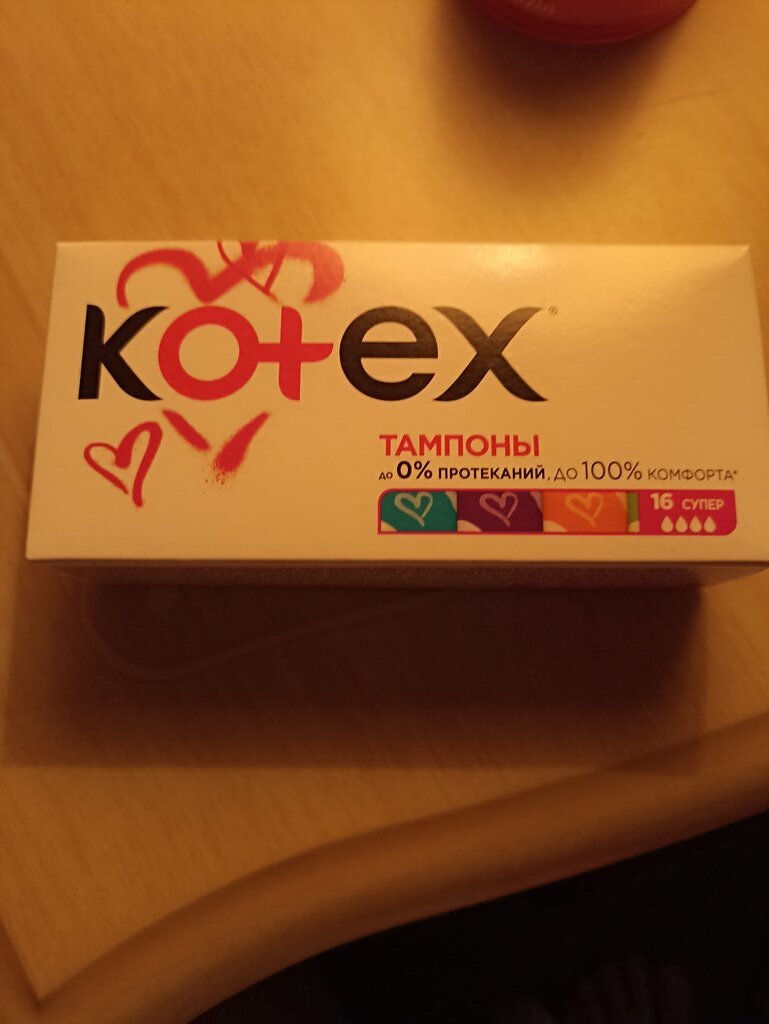 Kotex®
ТАМПОНЫ
ДО 0% ПРОТЕКАНИЙ, ДО 100% КОМФОРТА*
16 СУПЕР